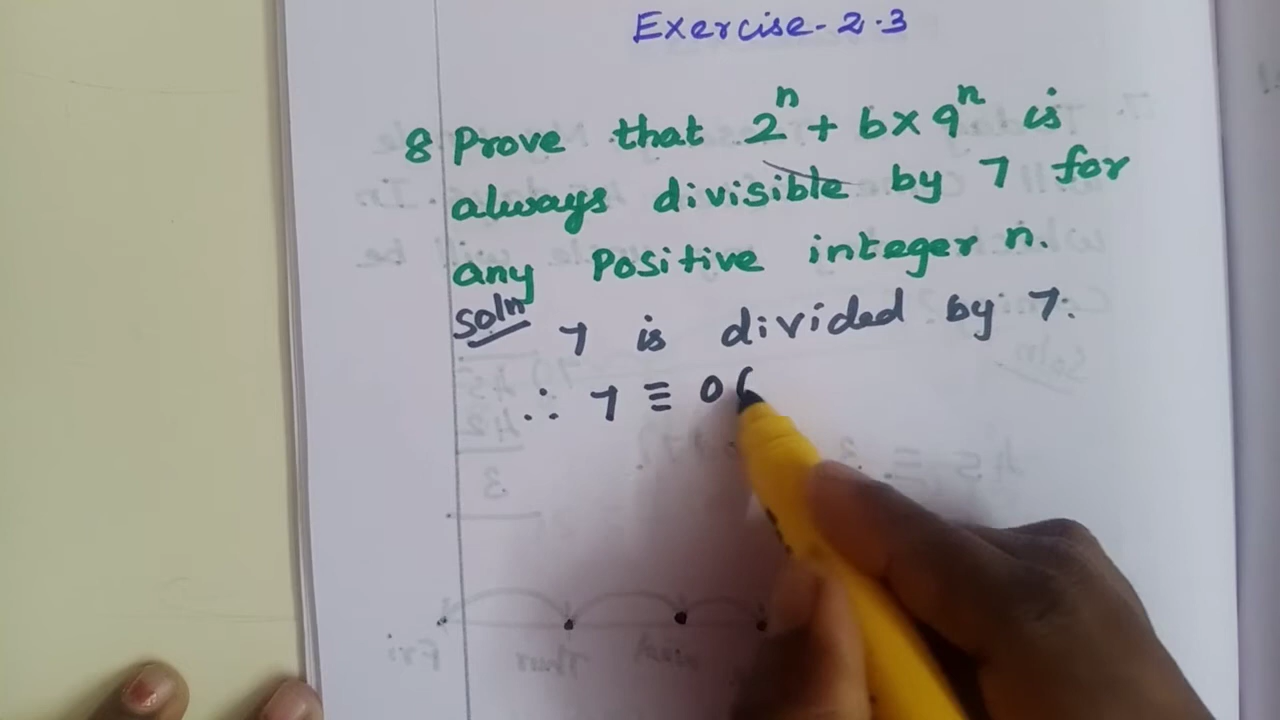 Exercise-2.3
8 Prove that 2ⁿ + 6×9ⁿ is
always divisible by 7 for
any Positive integer n.
Soln 7 is divided by 7.
∴ 7 ≡ 0(